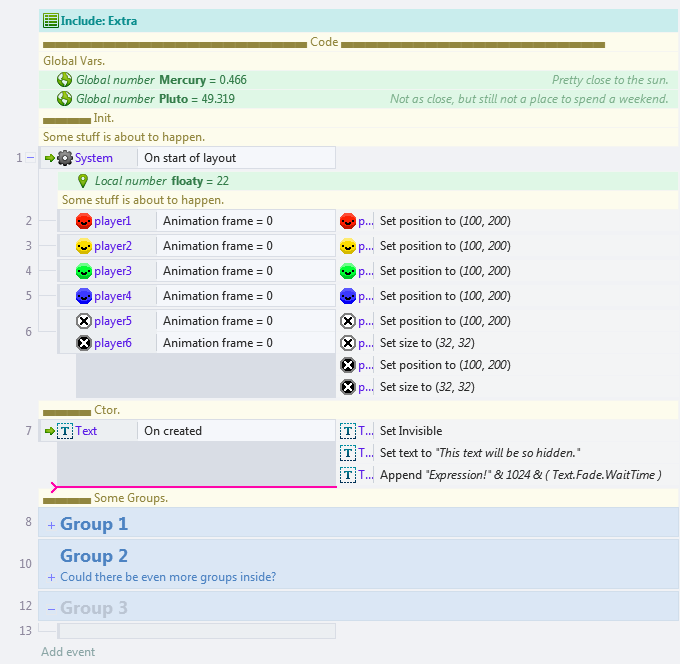 Include: Extra
Code
Global Vars.
Global number Mercury = 0.466 Pretty close to the sun.
Global number Pluto = 49.319 Not as close, but still not a place to spend a weekend.
Init.
Some stuff is about to happen.
1 System On start of layout
Local number floaty = 22
Some stuff is about to happen.
2 player1 Animation frame = 0 p... Set position to (100, 200)
3 player2 Animation frame = 0 p... Set position to (100, 200)
4 player3 Animation frame = 0 p... Set position to (100, 200)
5 player4 Animation frame = 0 p... Set position to (100, 200)
6 player5 Animation frame = 0 p... Set position to (100, 200)
player6 Animation frame = 0 p... Set size to (32, 32)
p... Set position to (100, 200)
p... Set size to (32, 32)
Ctor.
7 T Text On created T T... Set Invisible
T T... Set text to "This text will be so hidden."
T T... Append "Expression!" & 1024 & ( Text.Fade.WaitTime )
Some Groups.
8 + Group 1
10 Group 2
+ Could there be even more groups inside?
12 – Group 3
13
Add event